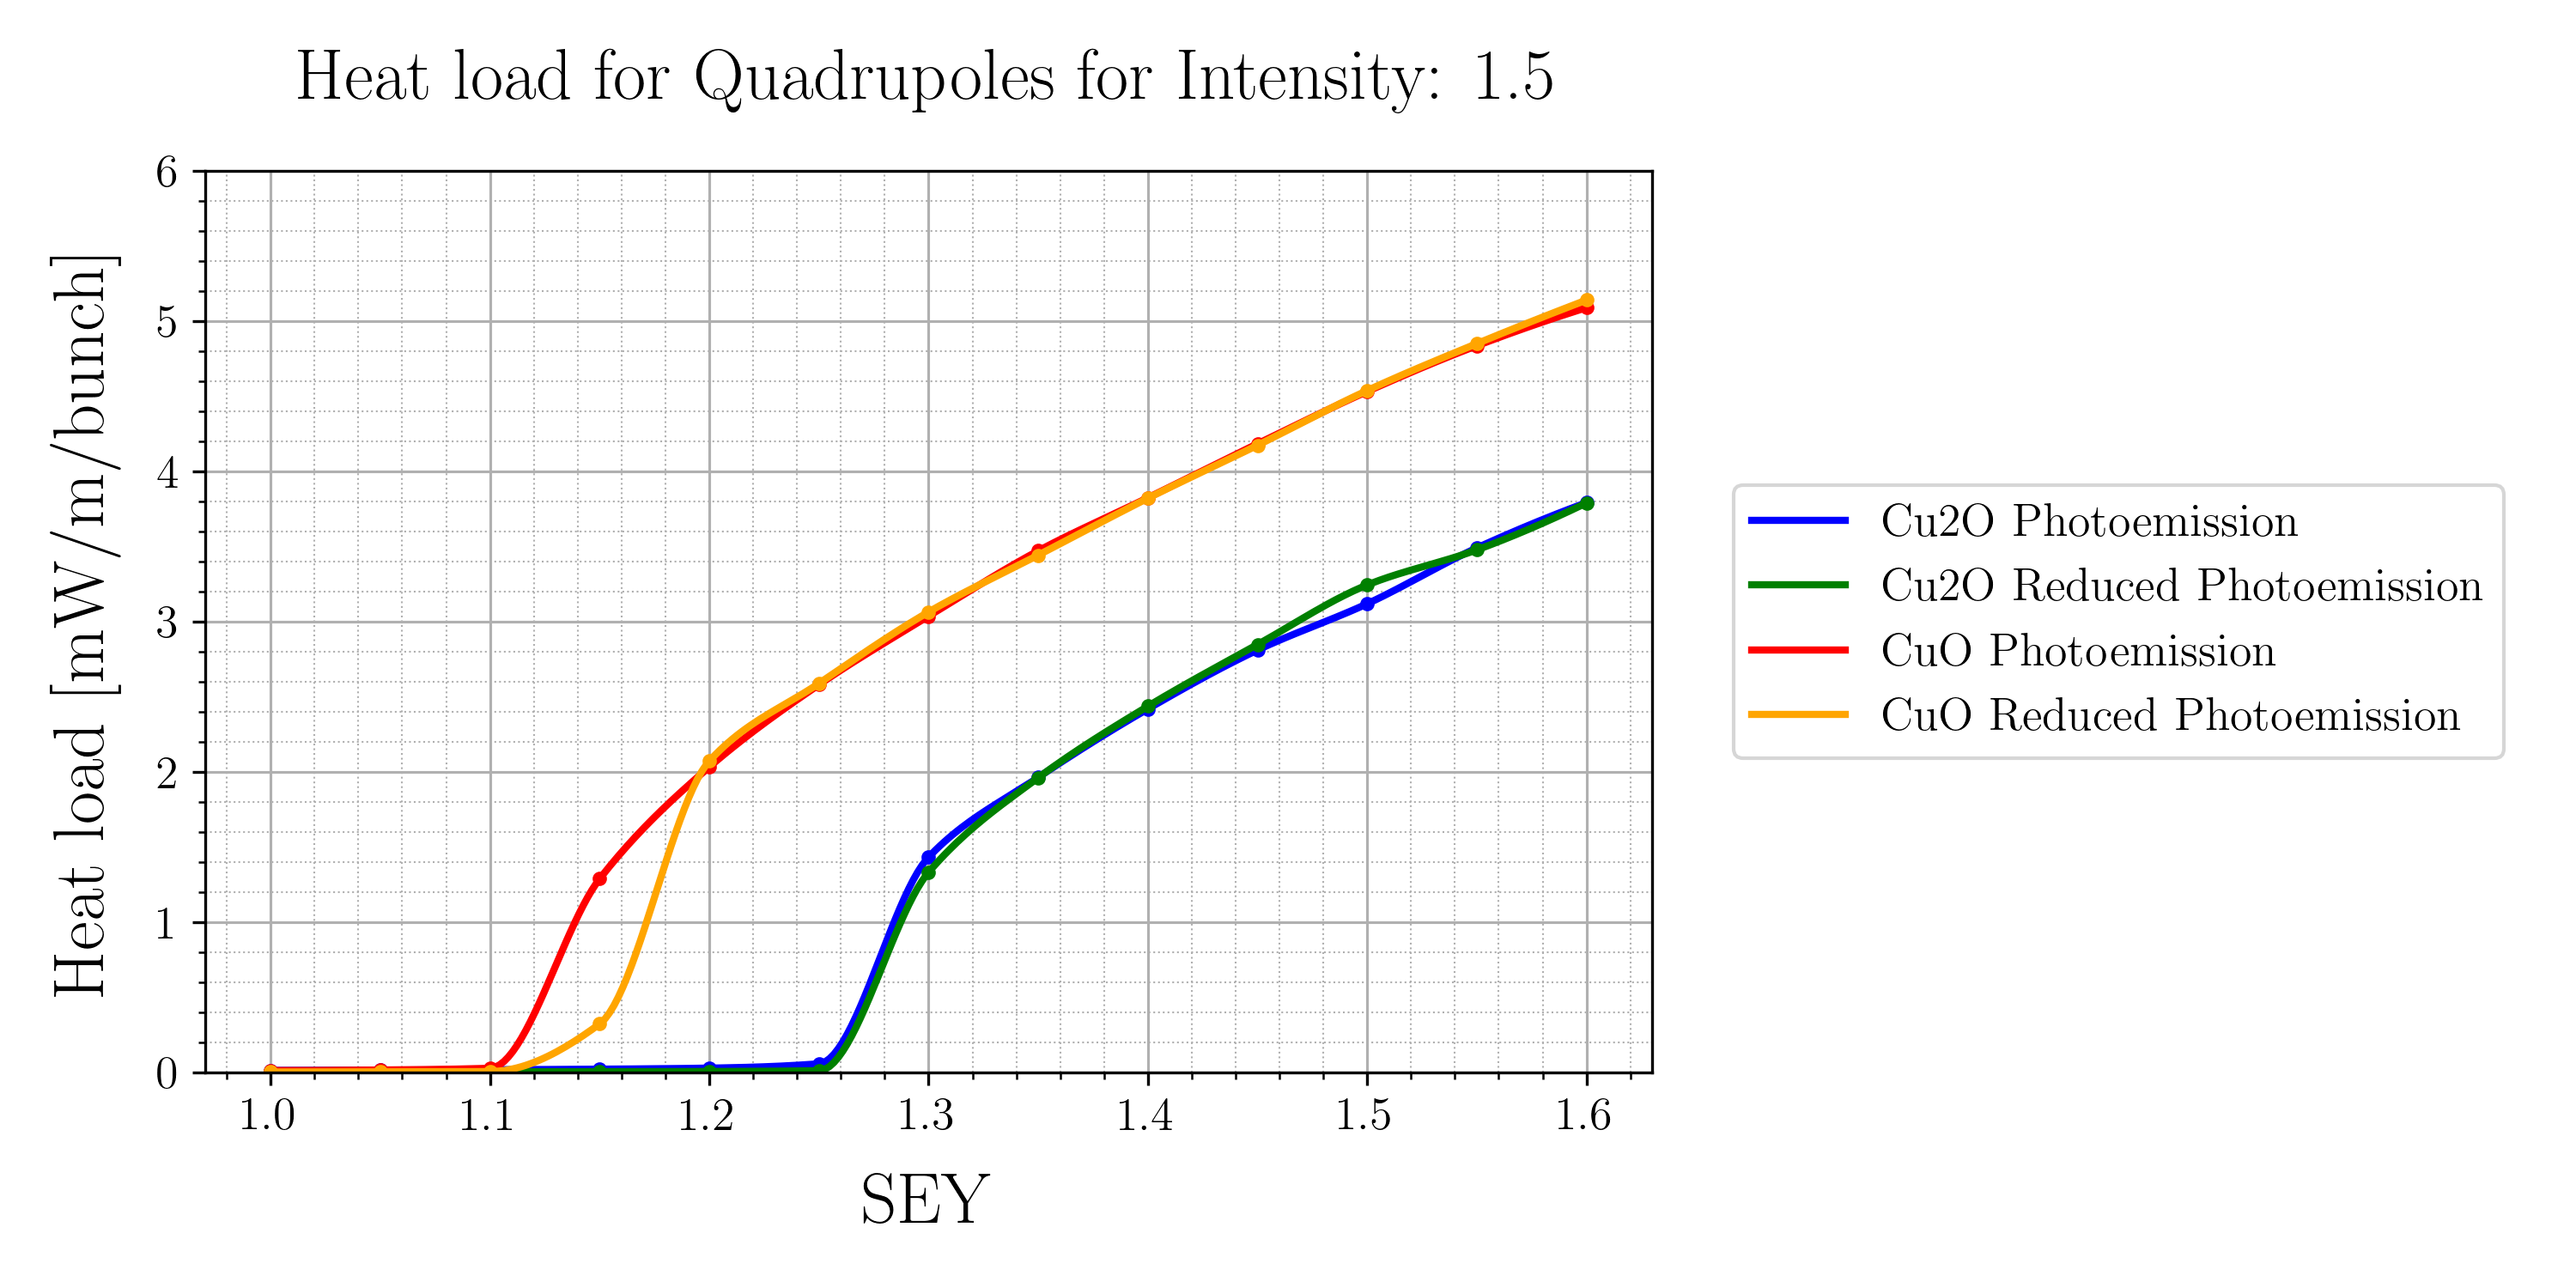 Heat load for Quadrupoles for Intensity: 1.5
Heat load [mW/m/bunch]
6
5
4
3
2
1
0
1.0 1.1 1.2 1.3 1.4 1.5 1.6
SEY
Cu2O Photoemission
Cu2O Reduced Photoemission
CuO Photoemission
CuO Reduced Photoemission